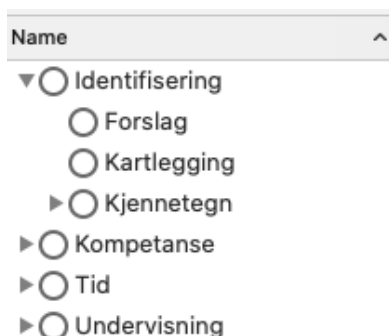 Name
Identifisering
Forslag
Kartlegging
Kjennetegn
Kompetanse
Tid
Undervisning